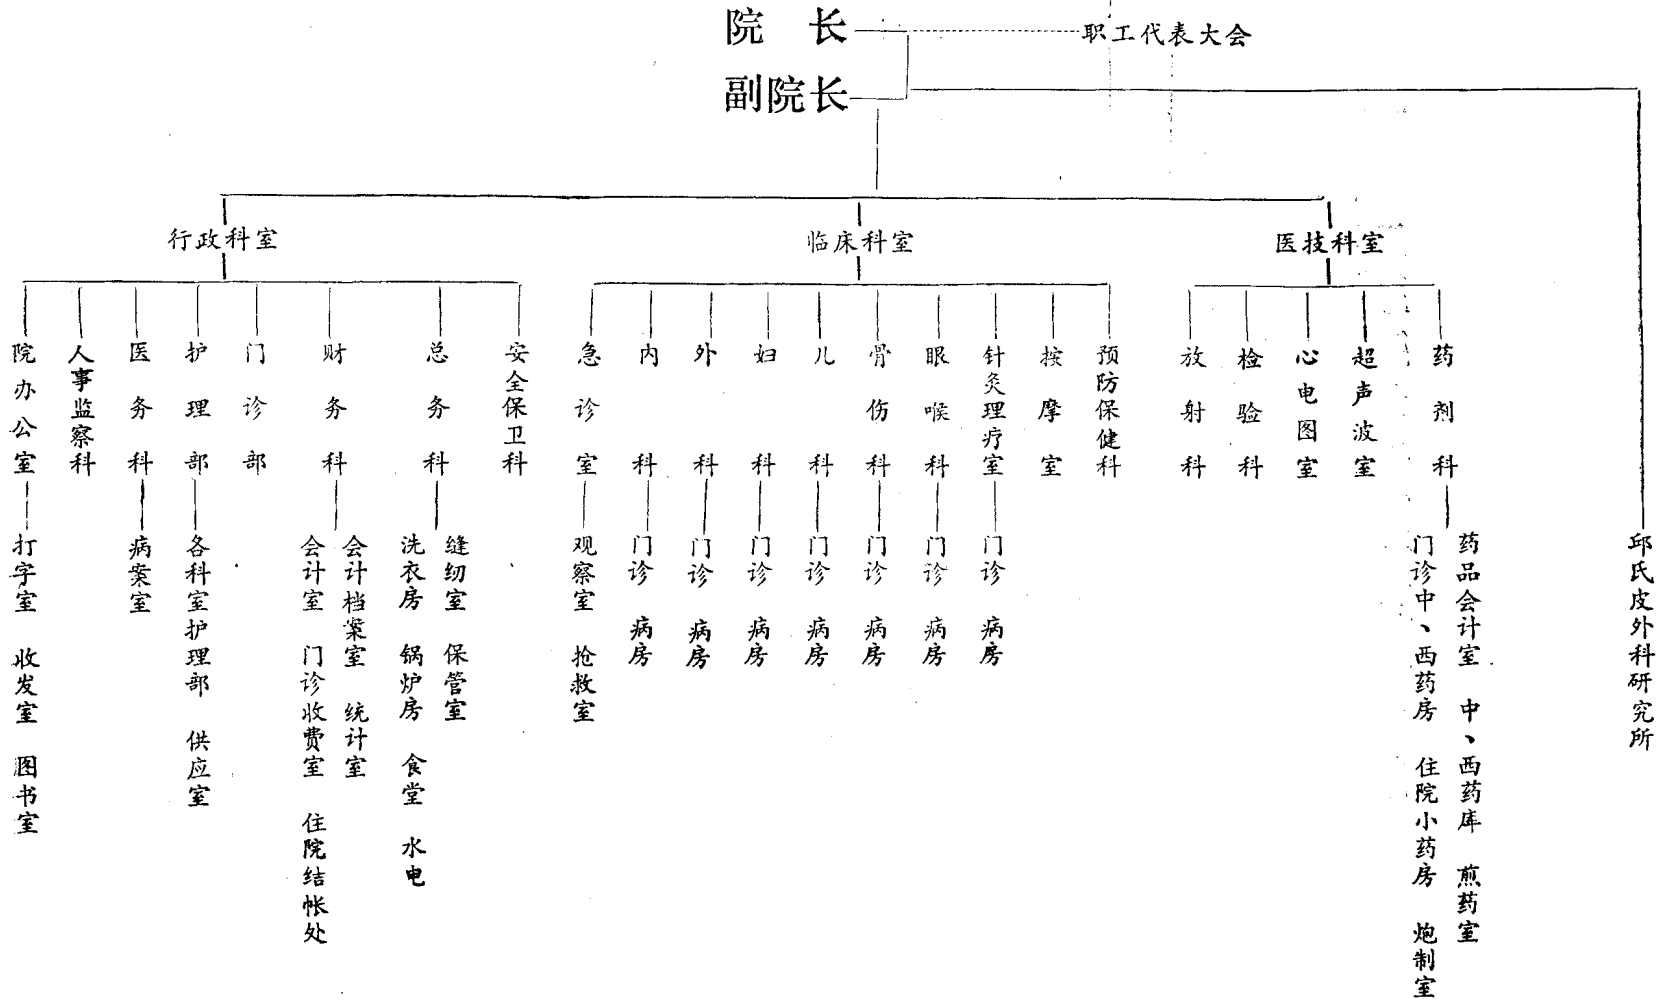 院 长
职工代表大会
副院长
行政科室
临床科室
医技科室
院办公室
人事监察科
医务科
护理部
门诊部
财务科
总务科
安全保卫科
急诊室
内科
外科
妇科
儿科
骨伤科
眼喉科
针灸理疗室
按摩室
预防保健科
放射科
检验科
心电图室
超声波室
药剂科
打字室 收发室 图书室
病案室
各科室护理部 供应室
会计室 门诊收费室 住院结帐处
会计档案室 统计室
洗衣房 锅炉房 食堂 水电
缝纫室 保管室
观察室 抢救室
门诊 病房
门诊 病房
门诊 病房
门诊 病房
门诊 病房
门诊 病房
门诊 病房
门诊中、西药房 住院小药房 炮制室
药品会计室 中、西药库 煎药室
邱氏皮外科研究所